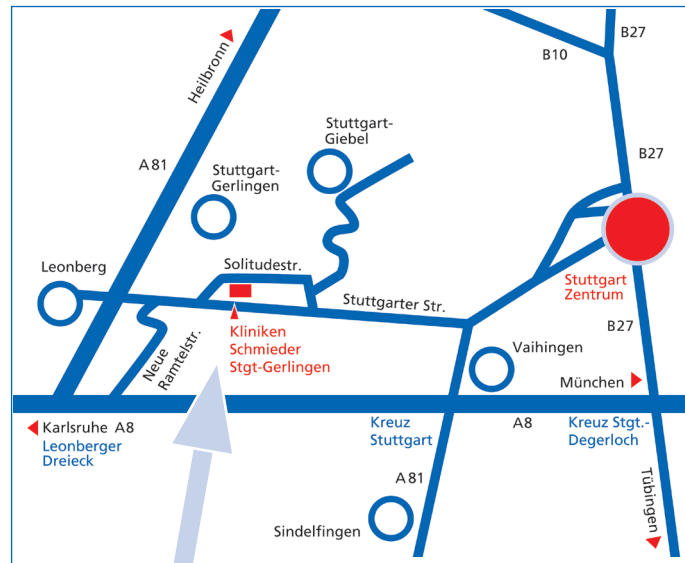 B27
B10
Heilbronn
Stuttgart-
Giebel
B27
A 81
Stuttgart-
Gerlingen
Leonberg
Solitudestr.
Stuttgart
Zentrum
Stuttgarter Str.
B27
Kliniken
Schmieder
Stgt-Gerlingen
Neue
Ramtelstr.
Vaihingen
München
Karlsruhe A8
Leonberger
Dreieck
Kreuz
Stuttgart
A8
Kreuz Stgt.-
Degerloch
A 81
Tübingen
Sindelfingen